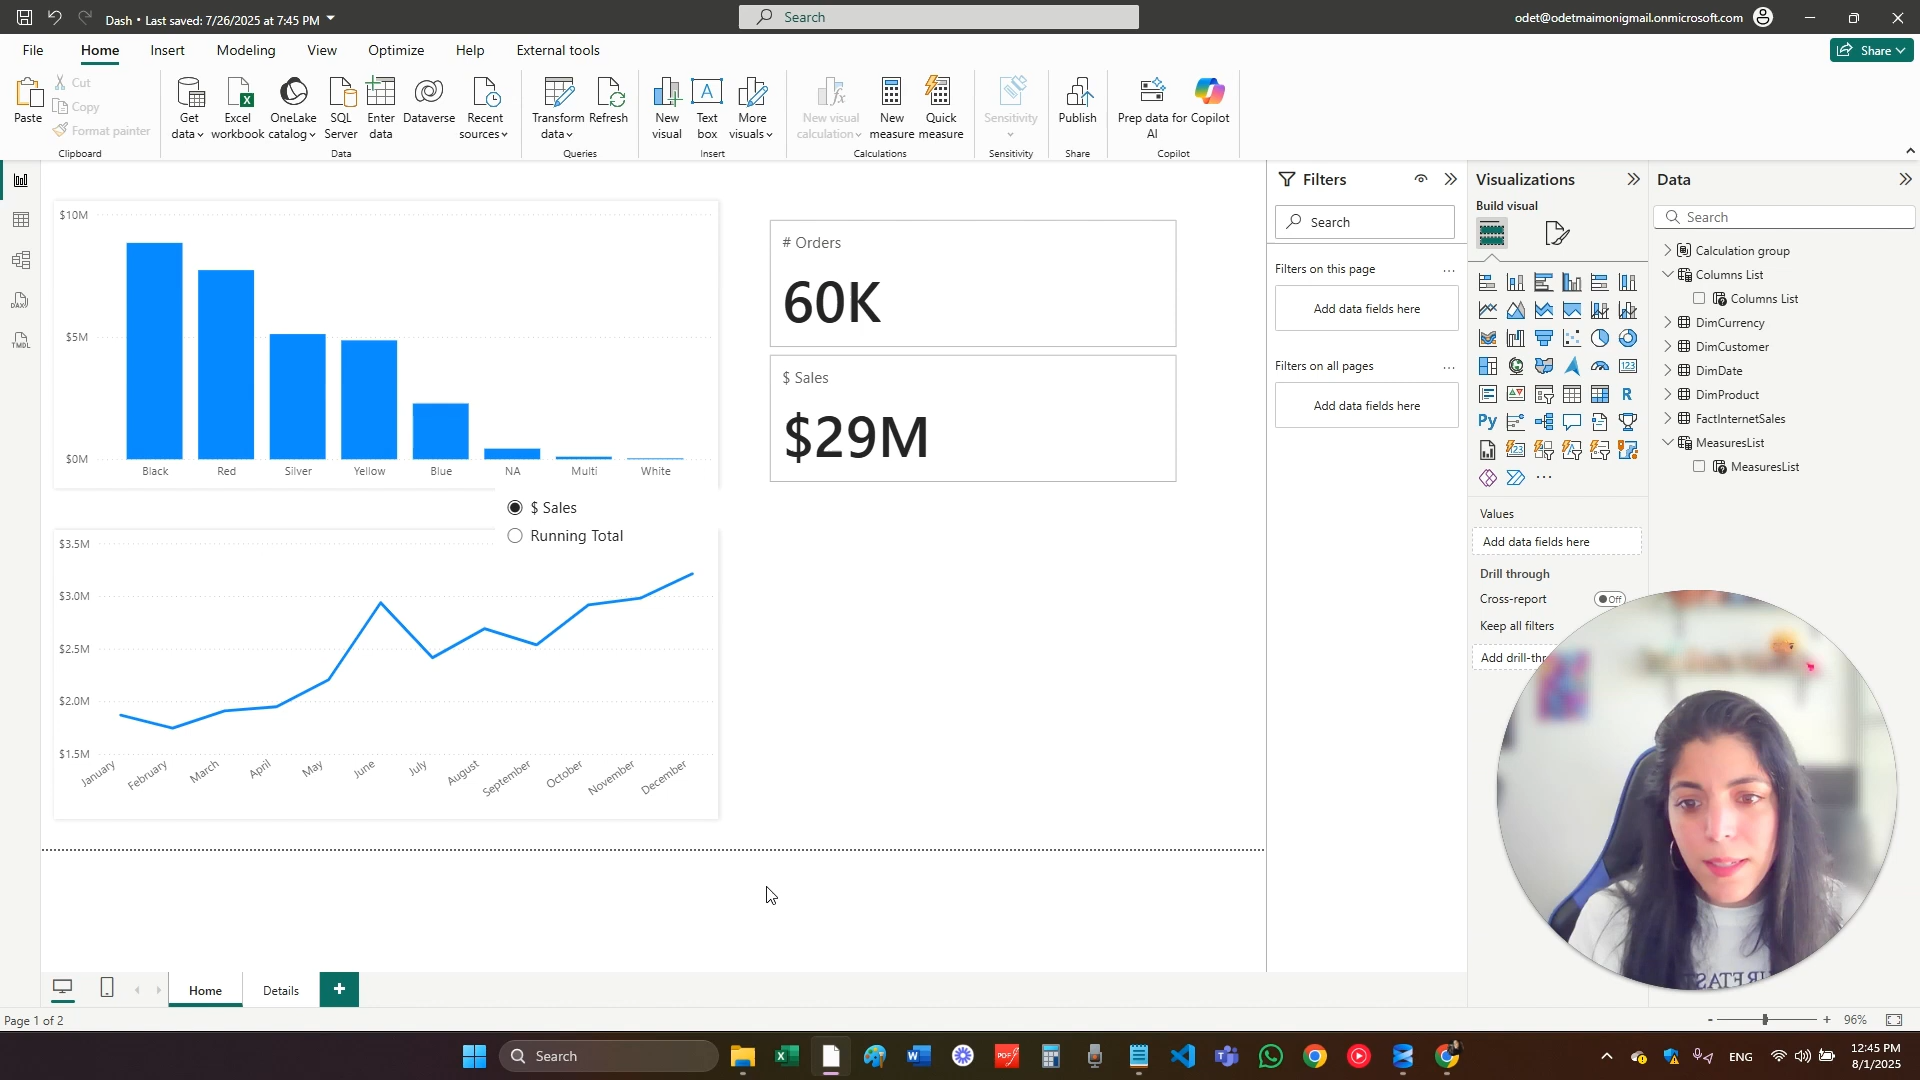 Dash • Last saved: 7/26/2025 at 7:45 PM
Search
odet@odetmaimonigmail.onmicrosoft.com
File
Home
Insert
Modeling
View
Optimize
Help
External tools
Share
Paste
Cut
Copy
Format painter
Clipboard
Get data
Excel workbook
OneLake catalog
SQL Server
Enter data
Dataverse
Recent sources
Data
Transform data
Refresh
Queries
New visual
Text box
More visuals
Insert
New visual calculation
New measure
Quick measure
Calculations
Sensitivity
Sensitivity
Publish
Share
Prep data for AI
Copilot
Copilot
DAX
TMDL
$10M
$5M
$0M
Black
Red
Silver
Yellow
Blue
NA
Multi
White
# Orders
60K
$ Sales
$29M
$ Sales
Running Total
$3.5M
$3.0M
$2.5M
$2.0M
$1.5M
January
February
March
April
May
June
July
August
September
October
November
December
Filters
Search
Filters on this page
Add data fields here
Filters on all pages
Add data fields here
Visualizations
Build visual
123
R
Py
Values
Add data fields here
Drill through
Cross-report
Off
Keep all filters
Add drill-thr
Data
Search
Calculation group
Columns List
Columns List
DimCurrency
DimCustomer
DimDate
DimProduct
FactInternetSales
MeasuresList
MeasuresList
Home
Details
Page 1 of 2
96%
Search
PDF
ENG
12:45 PM
8/1/2025